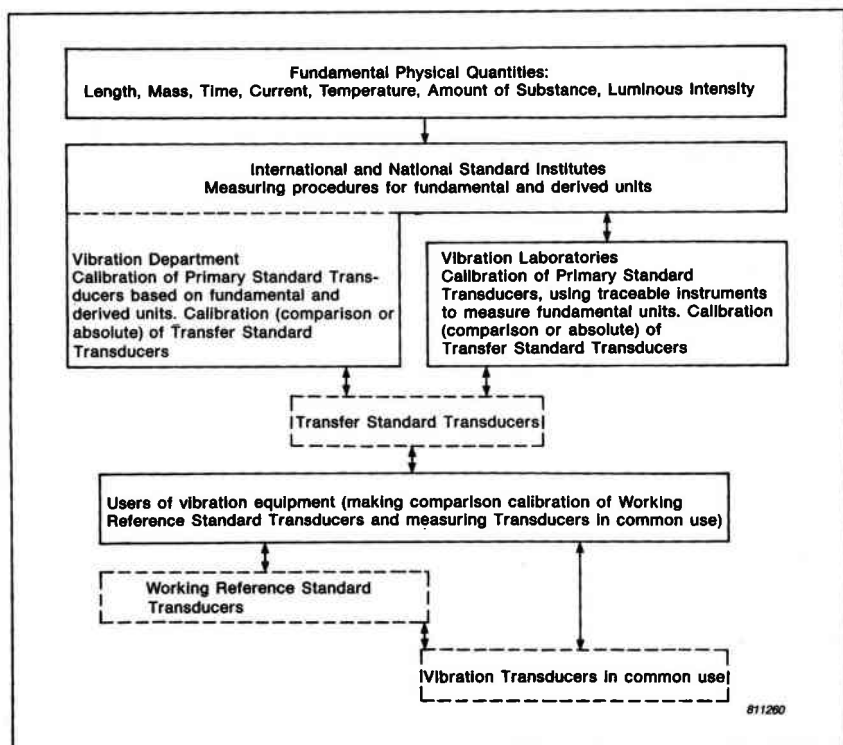 Fundamental Physical Quantities:
Length, Mass, Time, Current, Temperature, Amount of Substance, Luminous Intensity
International and National Standard Institutes
Measuring procedures for fundamental and derived units
Vibration Department
Calibration of Primary Standard Trans-
ducers based on fundamental and
derived units. Calibration (comparison or
absolute) of Transfer Standard
Transducers
Vibration Laboratories
Calibration of Primary Standard
Transducers, using traceable instruments
to measure fundamental units. Calibration
(comparison or absolute) of
Transfer Standard Transducers
Transfer Standard Transducers
Users of vibration equipment (making comparison calibration of Working
Reference Standard Transducers and measuring Transducers in common use)
Working Reference Standard
Transducers
Vibration Transducers in common use
811260